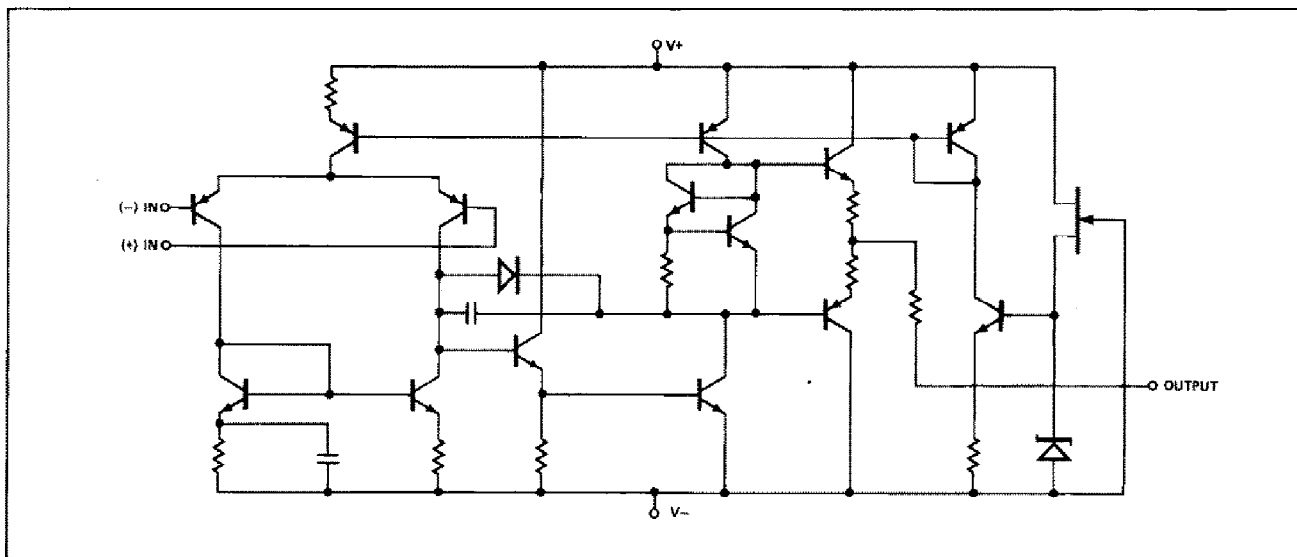 V+
(−) IN
(+) IN
OUTPUT
V−